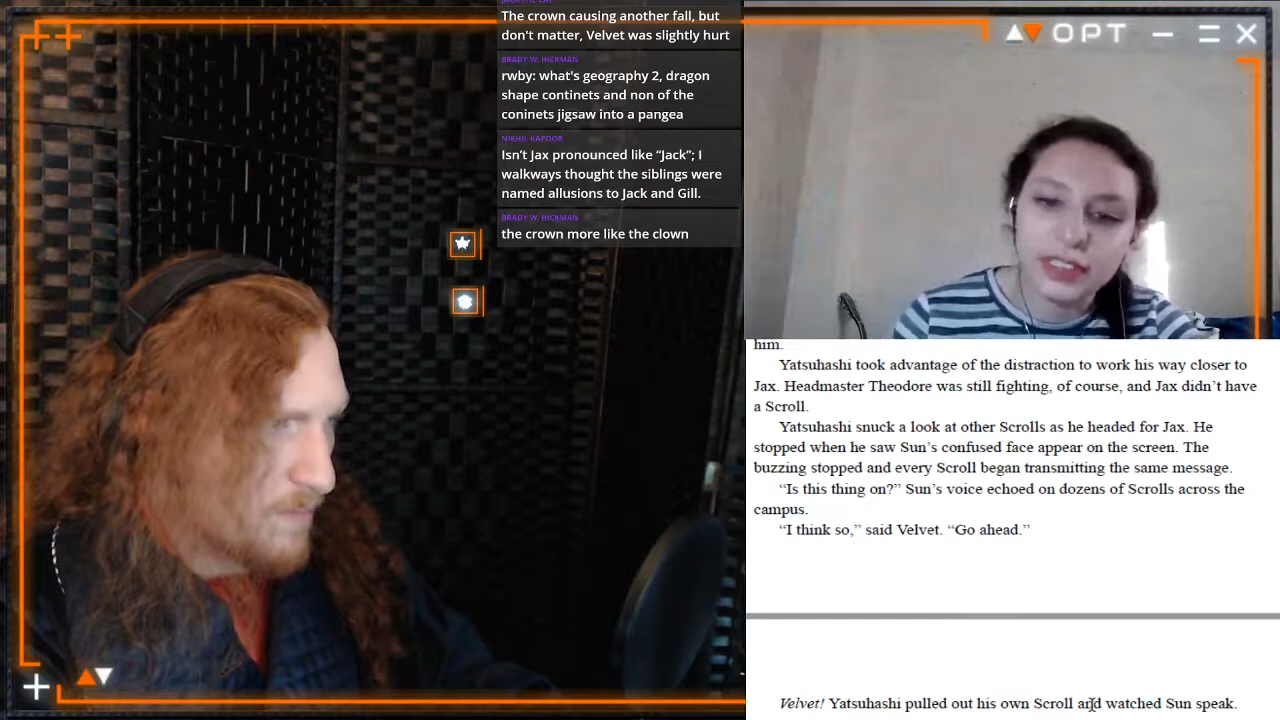 The crown causing another fall, but
don't matter, Velvet was slightly hurt
BRADY W. HICKMAN
rwby: what's geography 2, dragon
shape continets and non of the
coninets jigsaw into a pangea
NIKHIL KAPOOR
Isn't Jax pronounced like “Jack”; I
walkways thought the siblings were
named allusions to Jack and Gill.
BRADY W. HICKMAN
the crown more like the clown
OPT
him.
Yatsuhashi took advantage of the distraction to work his way closer to
Jax. Headmaster Theodore was still fighting, of course, and Jax didn’t have
a Scroll.
Yatsuhashi snuck a look at other Scrolls as he headed for Jax. He
stopped when he saw Sun’s confused face appear on the screen. The
buzzing stopped and every Scroll began transmitting the same message.
“Is this thing on?” Sun’s voice echoed on dozens of Scrolls across the
campus.
“I think so,” said Velvet. “Go ahead.”
Velvet! Yatsuhashi pulled out his own Scroll and watched Sun speak.